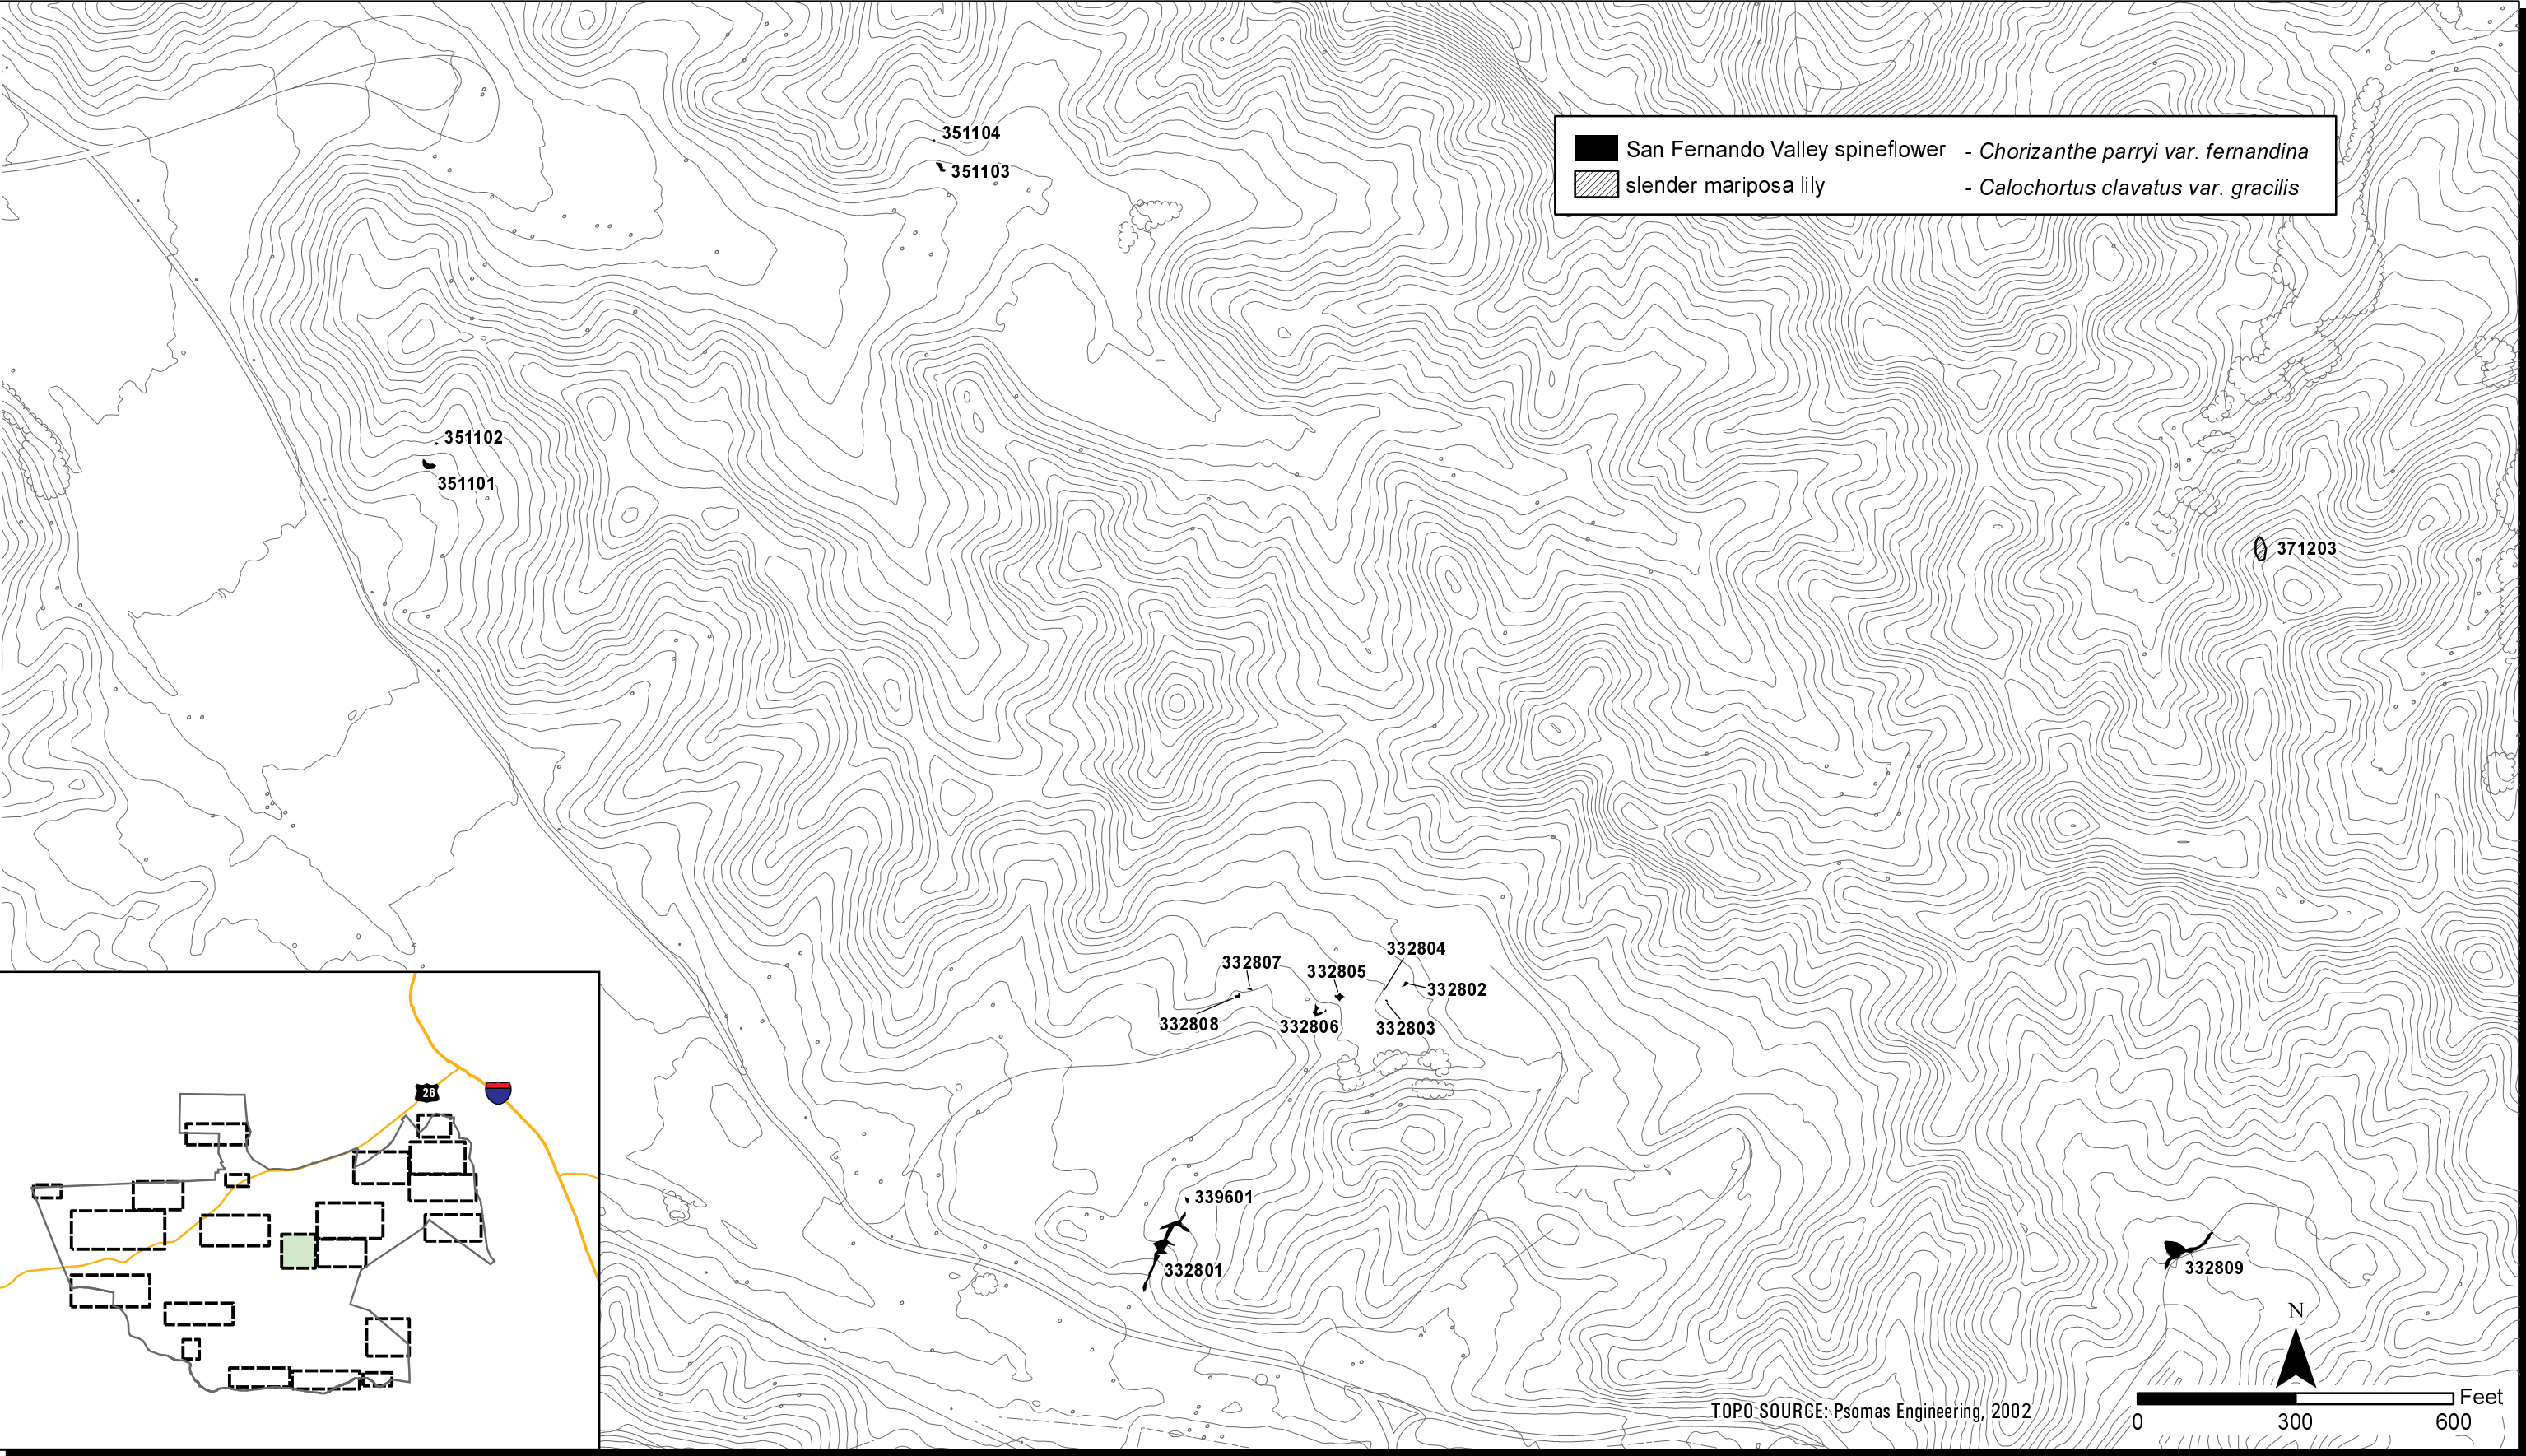 351104
351103
San Fernando Valley spineflower - Chorizanthe parryi var. fernandina
slender mariposa lily - Calochortus clavatus var. gracilis
351102
351101
371203
332804
332807
332805
332802
332808
332806
332803
26
339601
332801
332809
N
TOPO SOURCE: Psomas Engineering, 2002
Feet
0 300 600